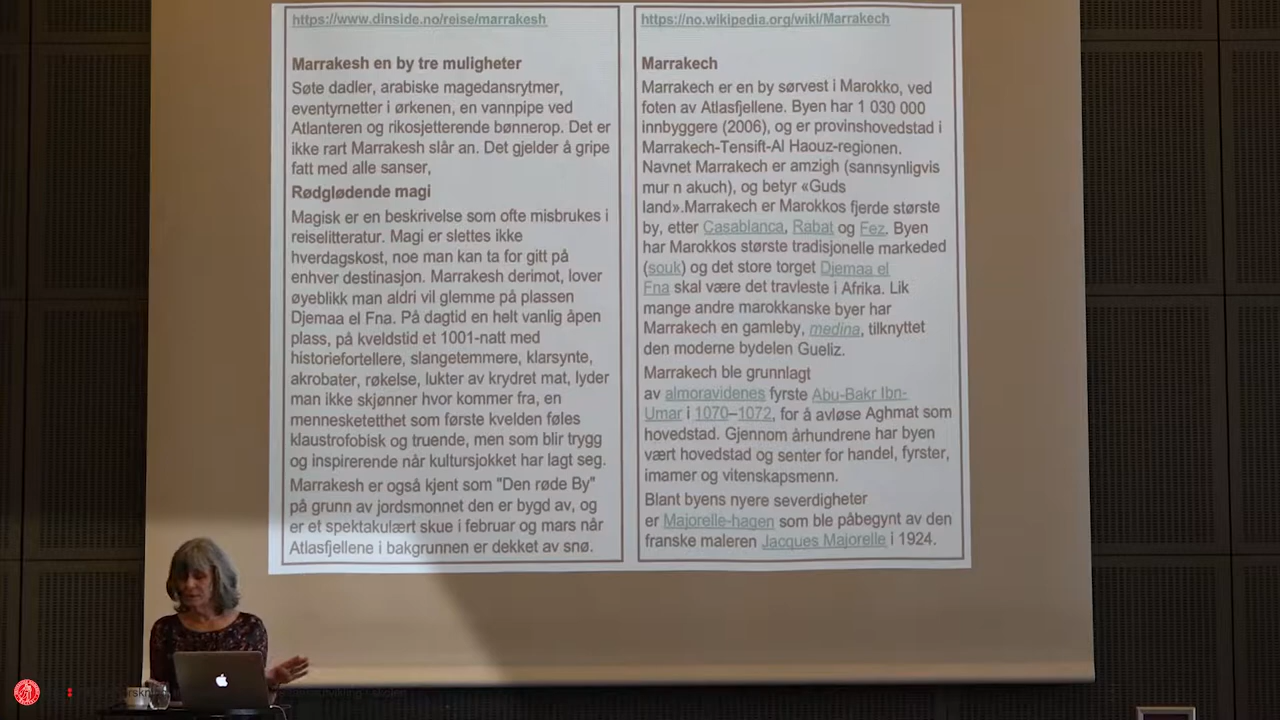 https://www.dinside.no/reise/marrakesh
Marrakesh en by tre muligheter
Søte dadler, arabiske magedansrytmer,
eventyrnetter i ørkenen, en vannpipe ved
Atlanteren og rikosjetterende bønnerop. Det er
ikke rart Marrakesh slår an. Det gjelder å gripe
fatt med alle sanser,
Rødglødende magi
Magisk er en beskrivelse som ofte misbrukes i
reiselitteratur. Magi er slettes ikke
hverdagskost, noe man kan ta for gitt på
enhver destinasjon. Marrakesh derimot, lover
øyeblikk man aldri vil glemme på plassen
Djemaa el Fna. På dagtid en helt vanlig åpen
plass, på kveldstid et 1001-natt med
historiefortellere, slangetemmere, klarsynte,
akrobater, røkelse, lukter av krydret mat, lyder
man ikke skjønner hvor kommer fra, en
mennesketetthet som første kvelden føles
klaustrofobisk og truende, men som blir trygg
og inspirerende når kultursjokket har lagt seg.
Marrakesh er også kjent som "Den røde By"
på grunn av jordsmonnet den er bygd av, og
er et spektakulært skue i februar og mars når
Atlasfjellene i bakgrunnen er dekket av snø.
https://no.wikipedia.org/wiki/Marrakech
Marrakech
Marrakech er en by sørvest i Marokko, ved
foten av Atlasfjellene. Byen har 1 030 000
innbyggere (2006), og er provinshovedstad i
Marrakech-Tensift-Al Haouz-regionen.
Navnet Marrakech er amzigh (sannsynligvis
mur n akuch), og betyr «Guds
land».Marrakech er Marokkos fjerde største
by, etter Casablanca, Rabat og Fez. Byen
har Marokkos største tradisjonelle markeded
(souk) og det store torget Djemaa el
Fna skal være det travleste i Afrika. Lik
mange andre marokkanske byer har
Marrakech en gamleby, medina, tilknyttet
den moderne bydelen Gueliz.
Marrakech ble grunnlagt
av almoravidenes fyrste Abu-Bakr Ibn-
Umar i 1070–1072, for å avløse Aghmat som
hovedstad. Gjennom århundrene har byen
vært hovedstad og senter for handel, fyrster,
imamer og vitenskapsmenn.
Blant byens nyere severdigheter
er Majorelle-hagen som ble påbegynt av den
franske maleren Jacques Majorelle i 1924.